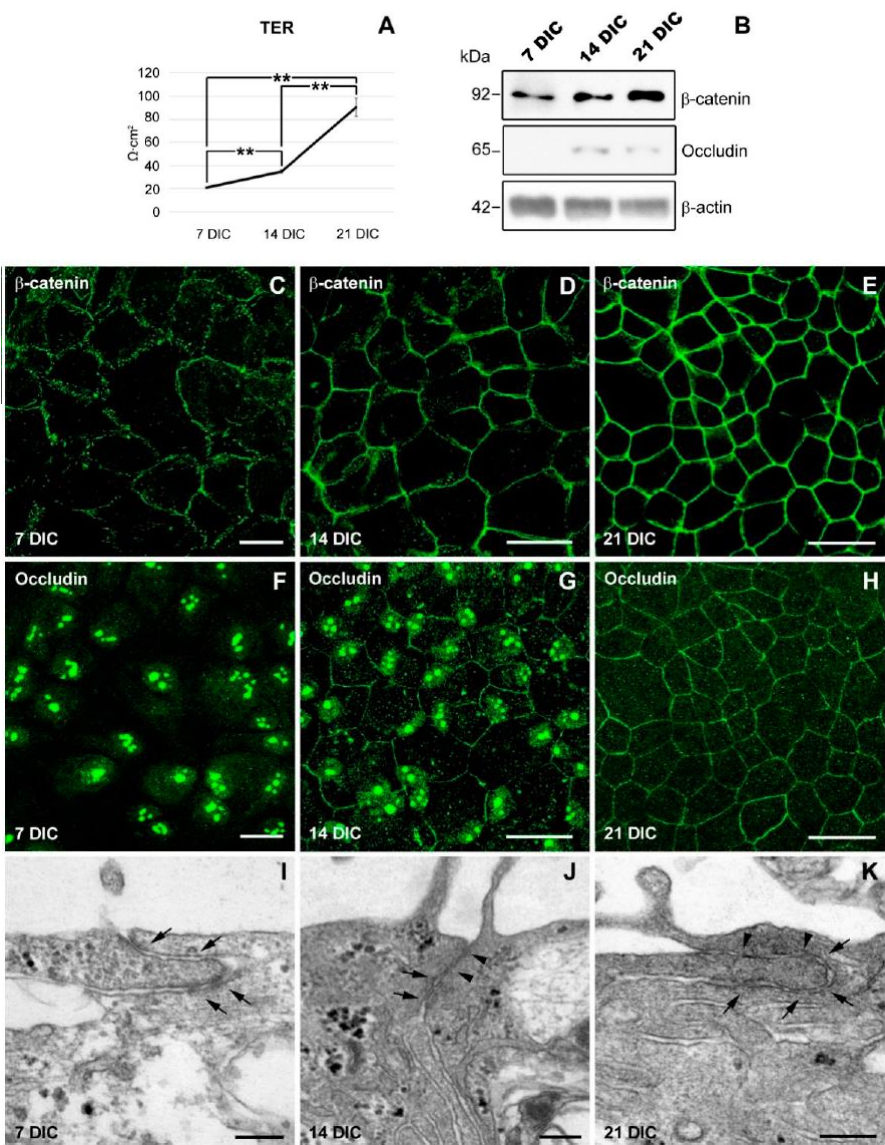 TER
A
120
100
80
60
40
20
0
Ω·cm²
**
**
**
7 DIC 14 DIC 21 DIC
B
7 DIC 14 DIC 21 DIC
kDa
92 β-catenin
65 Occludin
42 β-actin
β-catenin C
7 DIC
β-catenin D
14 DIC
β-catenin E
21 DIC
Occludin F
7 DIC
Occludin G
14 DIC
Occludin H
21 DIC
I
7 DIC
J
14 DIC
K
21 DIC